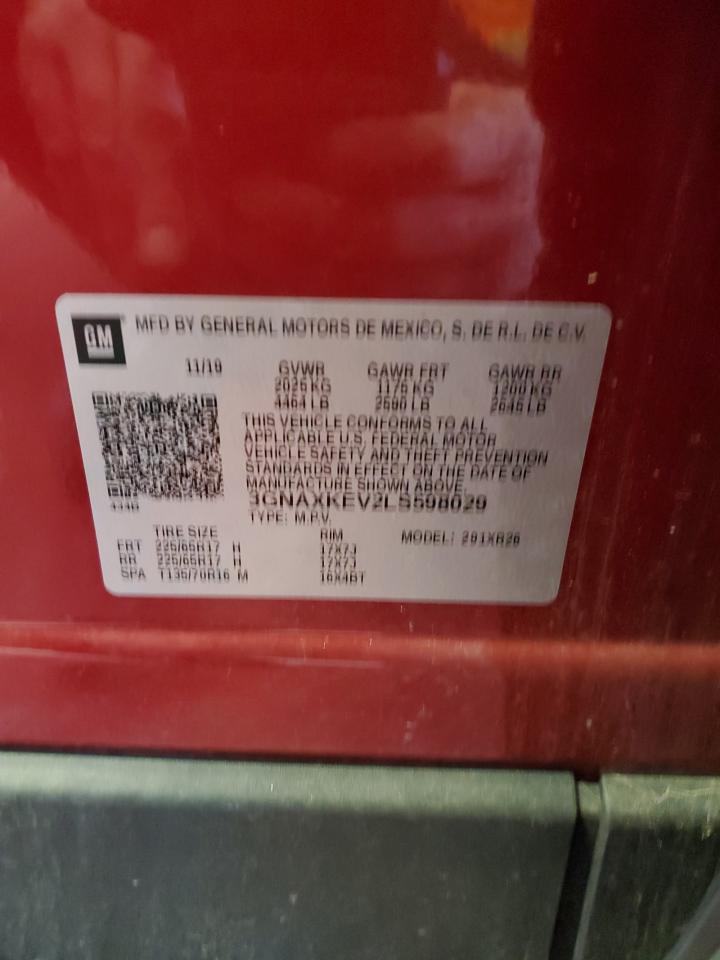 GM MFD BY GENERAL MOTORS DE MEXICO, S. DE R.L. DE C.V.
11/19 GVWR GAWR FRT GAWR RR
2025 KG 1175 KG 1200 KG
4464 LB 2590 LB 2645 LB
THIS VEHICLE CONFORMS TO ALL
APPLICABLE U.S. FEDERAL MOTOR
VEHICLE SAFETY AND THEFT PREVENTION
STANDARDS IN EFFECT ON THE DATE OF
MANUFACTURE SHOWN ABOVE.
3GNAXKEV2LS598029
TYPE: M.P.V.
TIRE SIZE RIM MODEL: 291XR26
FRT 225/65R17 H 17X7J
RR 225/65R17 H 17X7J
SPA T135/70R16 M 16X4BT